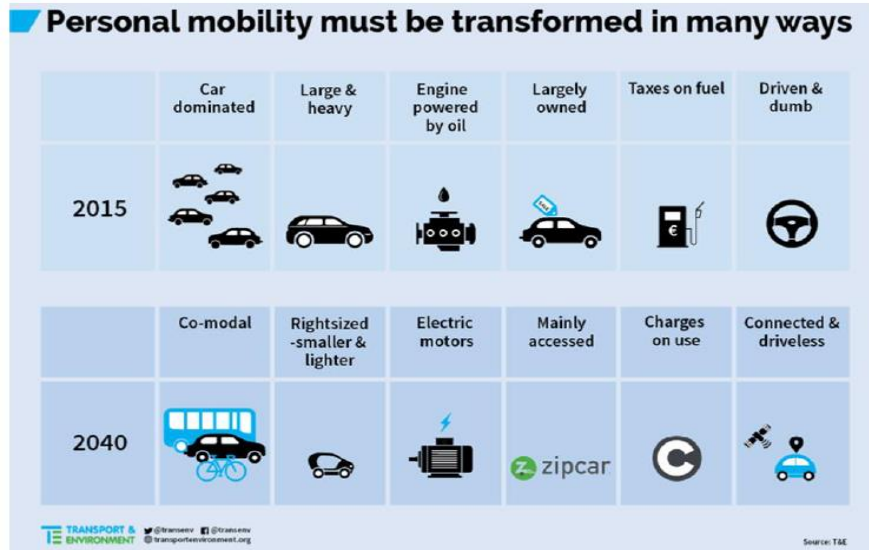 Personal mobility must be transformed in many ways
Car
dominated
Large &
heavy
Engine
powered
by oil
Largely
owned
Taxes on fuel
Driven &
dumb
2015
SALE
€
Co-modal
Rightsized
-smaller &
lighter
Electric
motors
Mainly
accessed
Charges
on use
Connected &
driveless
2040
zipcar
C
TE TRANSPORT &
ENVIRONMENT
@transenv @transenv
transportenvironment.org
Source: T&E